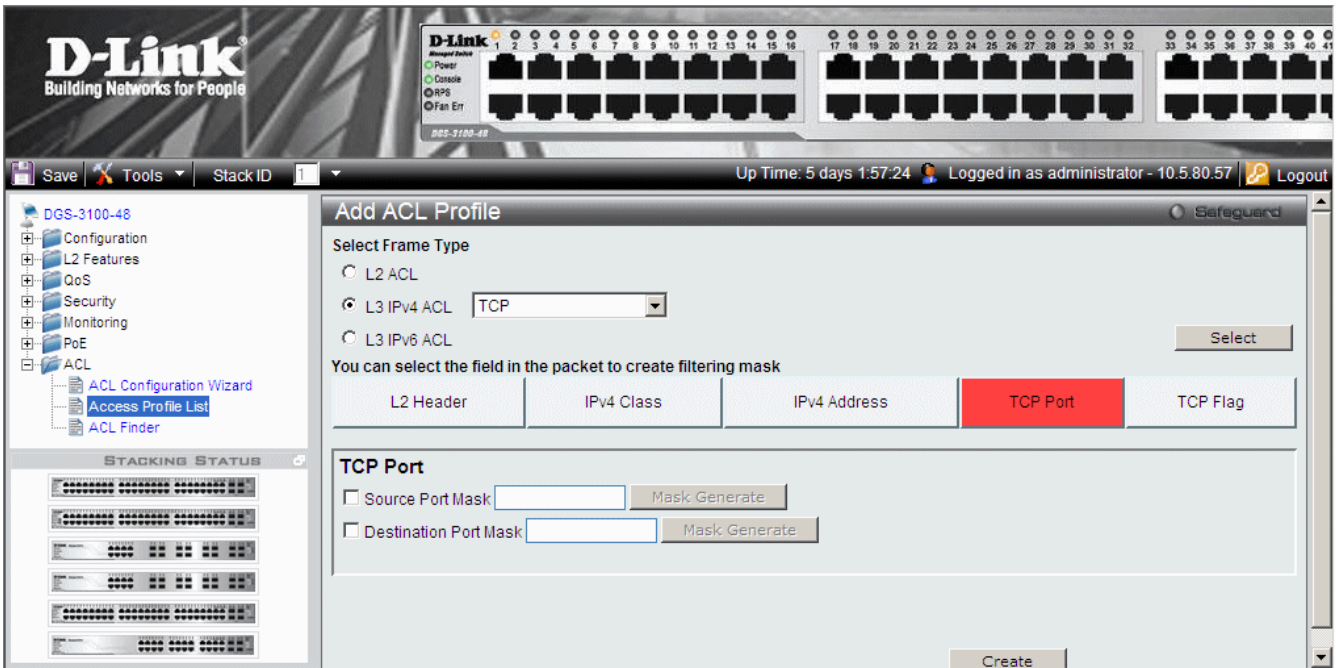 D-Link
Building Networks for People
D-Link
Managed Switch
Power
Console
RPS
Fan Err
1 2 3 4 5 6 7 8 9 10 11 12 13 14 15 16
17 18 19 20 21 22 23 24 25 26 27 28 29 30 31 32
33 34 35 36 37 38 39 40 41
DGS-3100-48
Save
Tools
Stack ID
1
Up Time: 5 days 1:57:24
Logged in as administrator - 10.5.80.57
Logout
DGS-3100-48
Configuration
L2 Features
QoS
Security
Monitoring
PoE
ACL
ACL Configuration Wizard
Access Profile List
ACL Finder
STACKING STATUS
Add ACL Profile
Safeguard
Select Frame Type
L2 ACL
L3 IPv4 ACL TCP
L3 IPv6 ACL
Select
You can select the field in the packet to create filtering mask
L2 Header IPv4 Class IPv4 Address TCP Port TCP Flag
TCP Port
Source Port Mask Mask Generate
Destination Port Mask Mask Generate
Create